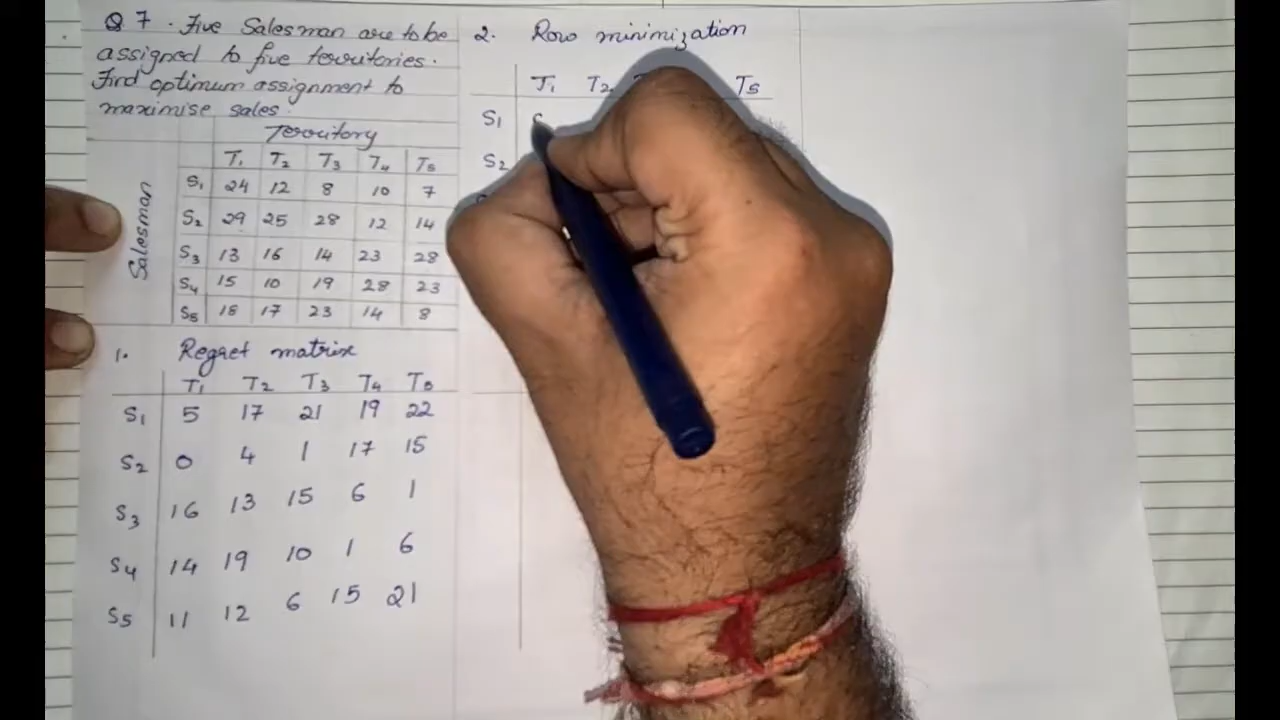 Q 7. Five Salesman are to be
assigned to five territories.
Find optimum assignment to
maximise sales.
Territory
Salesman
T1 T2 T3 T4 T5
S1 24 12 8 10 7
S2 29 25 28 12 14
S3 13 16 14 23 28
S4 15 10 19 28 23
S5 18 17 23 14 8
1. Regret matrix
T1 T2 T3 T4 T5
S1 5 17 21 19 22
S2 0 4 1 17 15
S3 16 13 15 6 1
S4 14 19 10 1 6
S5 11 12 6 15 21
2. Row minimization
T1 T2 T5
S1
S2